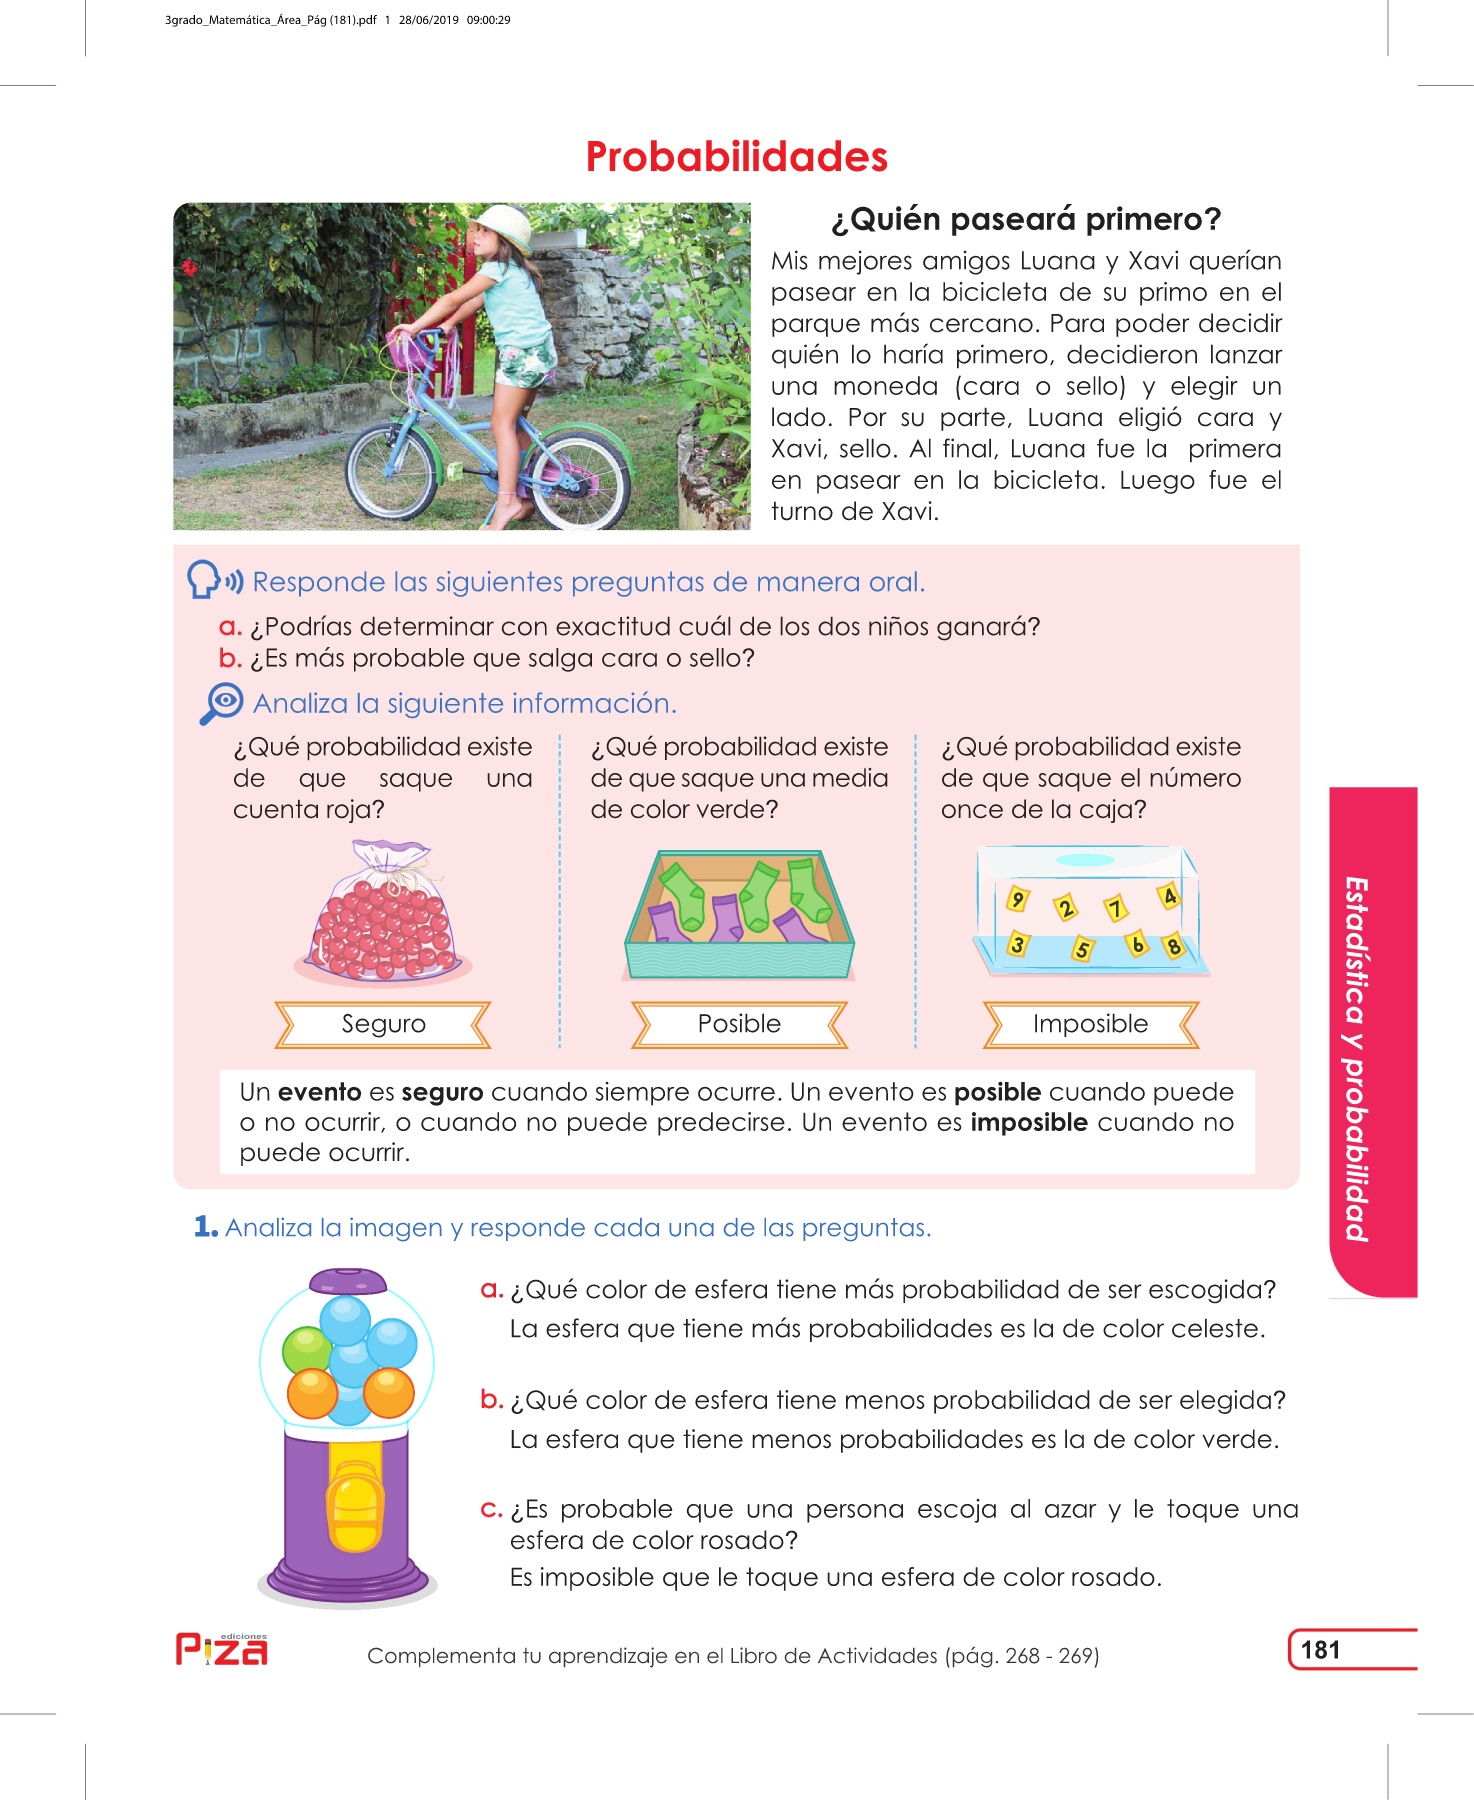 3grado_Matemática_Área_Pág (181).pdf 1 28/06/2019 09:00:29
Probabilidades
¿Quién paseará primero?
Mis mejores amigos Luana y Xavi querían
pasear en la bicicleta de su primo en el
parque más cercano. Para poder decidir
quién lo haría primero, decidieron lanzar
una moneda (cara o sello) y elegir un
lado. Por su parte, Luana eligió cara y
Xavi, sello. Al final, Luana fue la primera
en pasear en la bicicleta. Luego fue el
turno de Xavi.
Responde las siguientes preguntas de manera oral.
a. ¿Podrías determinar con exactitud cuál de los dos niños ganará?
b. ¿Es más probable que salga cara o sello?
Analiza la siguiente información.
¿Qué probabilidad existe
de que saque una
cuenta roja?
Seguro
¿Qué probabilidad existe
de que saque una media
de color verde?
Posible
¿Qué probabilidad existe
de que saque el número
once de la caja?
9 2 7 4
3 5 6 8
Imposible
Un evento es seguro cuando siempre ocurre. Un evento es posible cuando puede
o no ocurrir, o cuando no puede predecirse. Un evento es imposible cuando no
puede ocurrir.
Estadística y probabilidad
1. Analiza la imagen y responde cada una de las preguntas.
a. ¿Qué color de esfera tiene más probabilidad de ser escogida?
La esfera que tiene más probabilidades es la de color celeste.
b. ¿Qué color de esfera tiene menos probabilidad de ser elegida?
La esfera que tiene menos probabilidades es la de color verde.
c. ¿Es probable que una persona escoja al azar y le toque una
esfera de color rosado?
Es imposible que le toque una esfera de color rosado.
ediciones
Piza
Complementa tu aprendizaje en el Libro de Actividades (pág. 268 - 269)
181